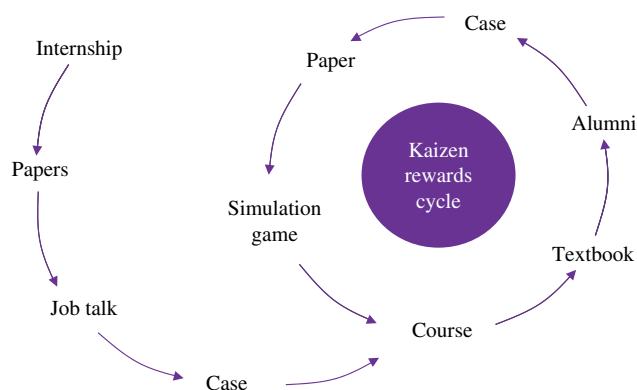 Internship
Papers
Job talk
Case
Course
Textbook
Alumni
Case
Paper
Simulation
game
Kaizen
rewards
cycle